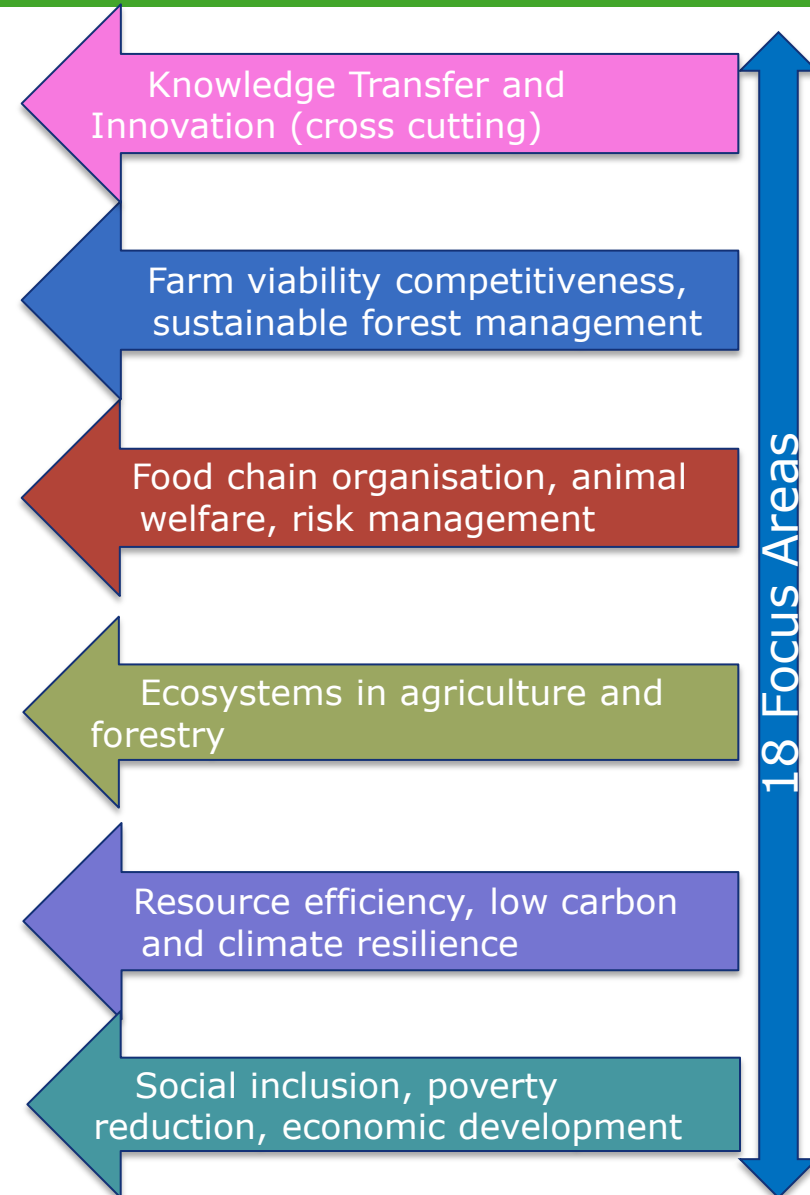 Knowledge Transfer and
Innovation (cross cutting)
Farm viability competitiveness,
sustainable forest management
Food chain organisation, animal
welfare, risk management
Ecosystems in agriculture and
forestry
Resource efficiency, low carbon
and climate resilience
Social inclusion, poverty
reduction, economic development
18 Focus Areas